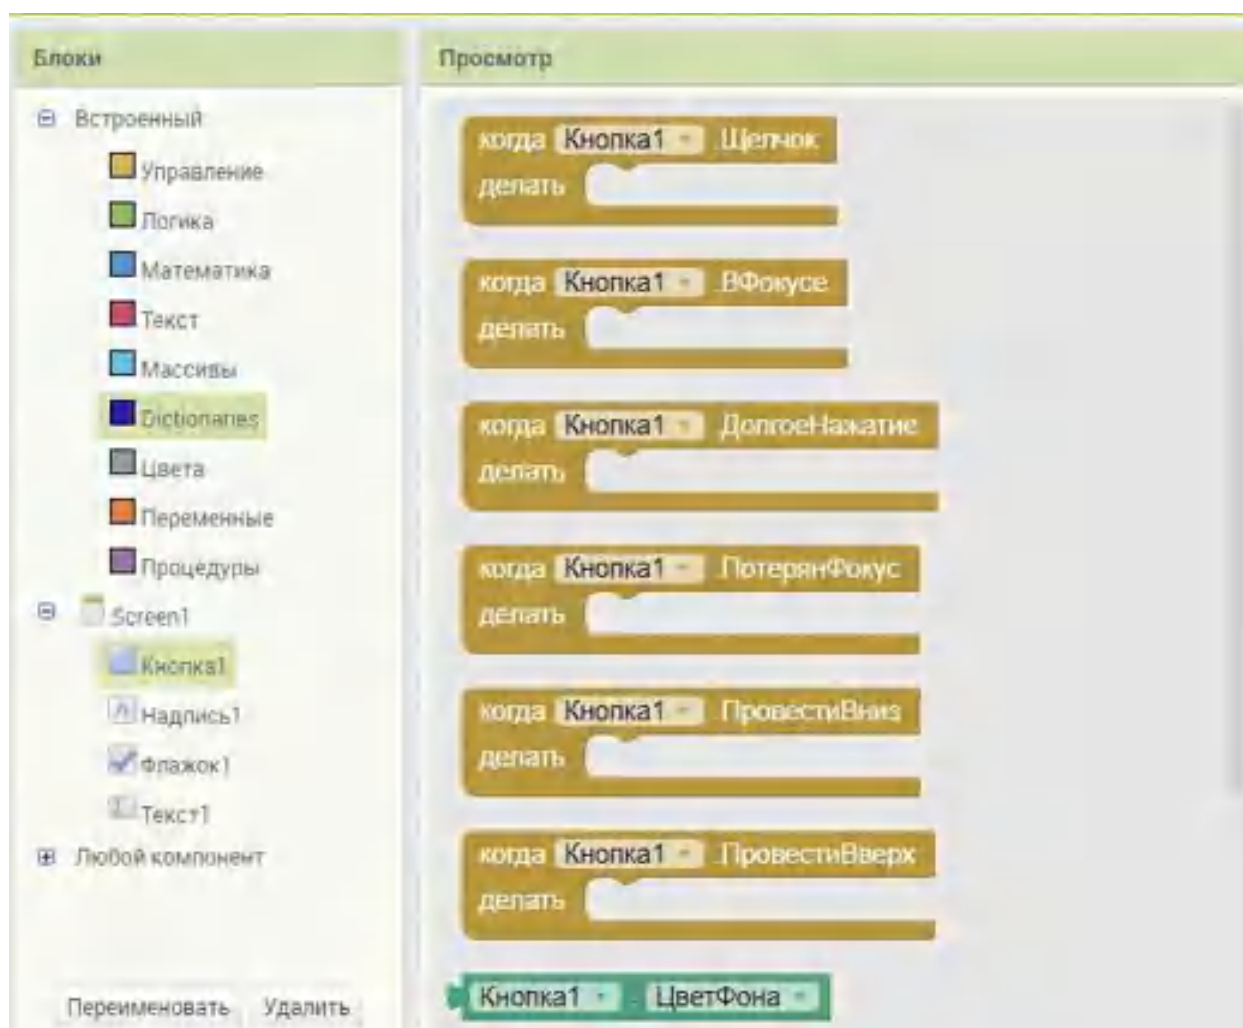 Блоки
Просмотр
Встроенный
Управление
Логика
Математика
Текст
Массивы
Dictionaries
Цвета
Переменные
Процедуры
Screen1
Кнопка1
Надпись1
Флажок1
Текст1
Любой компонент
Переименовать Удалить
когда Кнопка1 .Щелчок
делать
когда Кнопка1 .ВФокусе
делать
когда Кнопка1 .ДолгоеНажатие
делать
когда Кнопка1 .ПотерянФокус
делать
когда Кнопка1 .ПровестиВниз
делать
когда Кнопка1 .ПровестиВверх
делать
Кнопка1 . ЦветФона